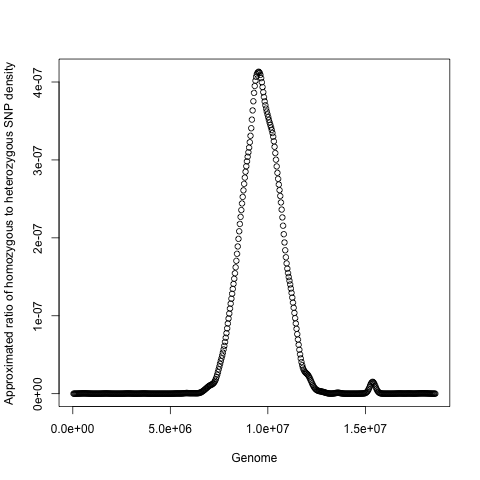 Approximated ratio of homozygous to heterozygous SNP density
4e-07
3e-07
2e-07
1e-07
0e+00
0.0e+00 5.0e+06 1.0e+07 1.5e+07
Genome